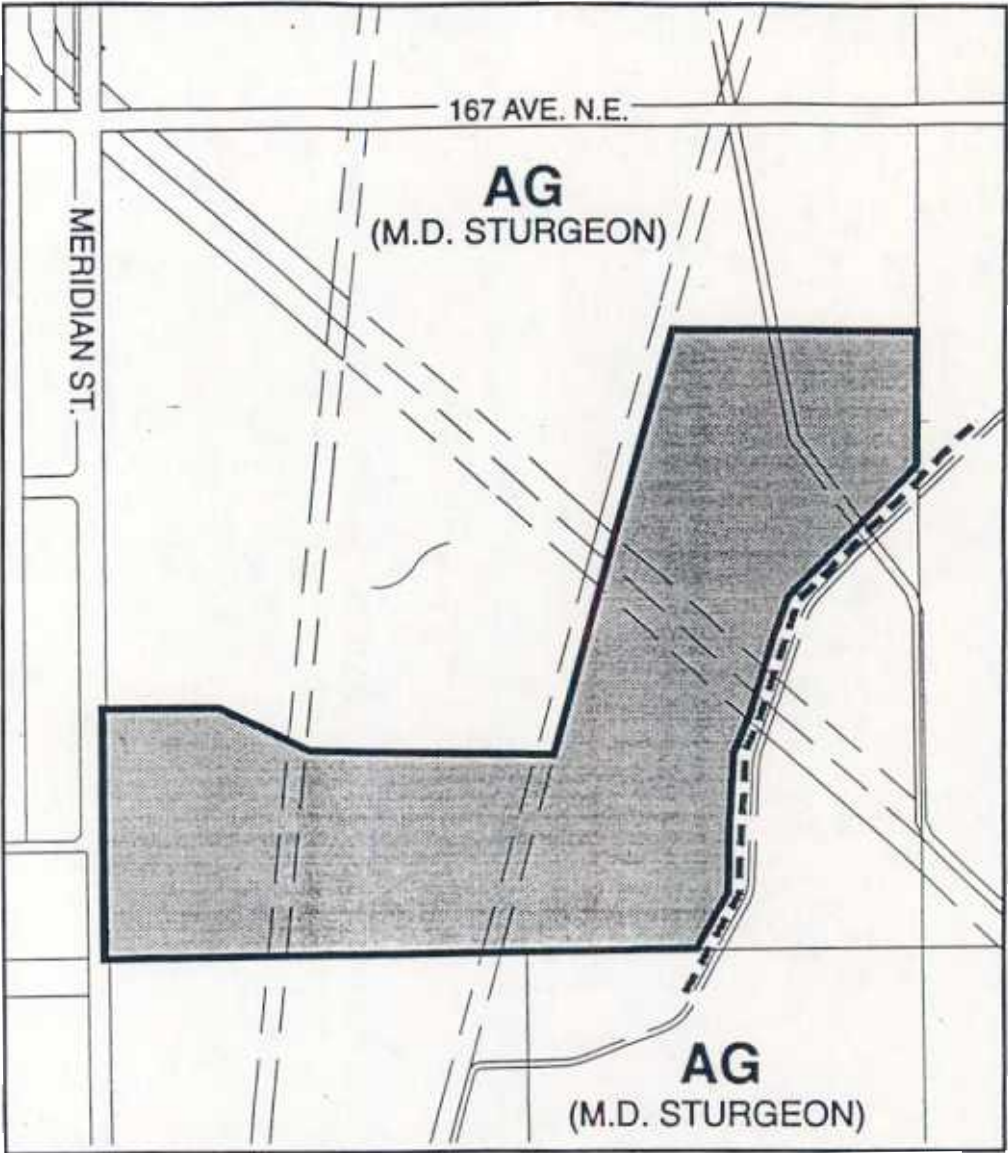 167 AVE. N.E.
AG
(M.D. STURGEON)
MERIDIAN ST.
AG
(M.D. STURGEON)